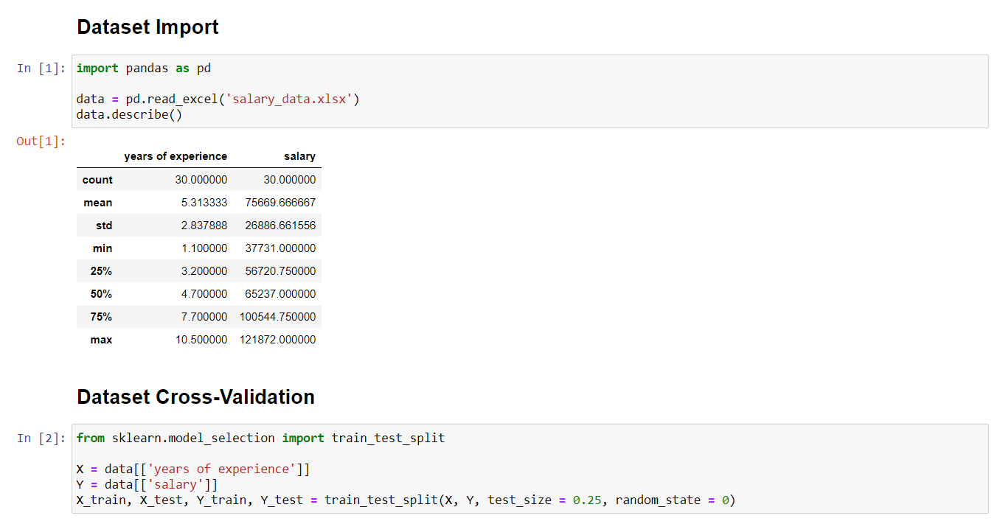 Dataset Import
In [1]: import pandas as pd
data = pd.read_excel('salary_data.xlsx')
data.describe()
Out[1]:
years of experience salary
count 30.000000 30.000000
mean 5.313333 75669.666667
std 2.837888 26886.661556
min 1.100000 37731.000000
25% 3.200000 56720.750000
50% 4.700000 65237.000000
75% 7.700000 100544.750000
max 10.500000 121872.000000
Dataset Cross-Validation
In [2]: from sklearn.model_selection import train_test_split
X = data[['years of experience']]
Y = data[['salary']]
X_train, X_test, Y_train, Y_test = train_test_split(X, Y, test_size = 0.25, random_state = 0)